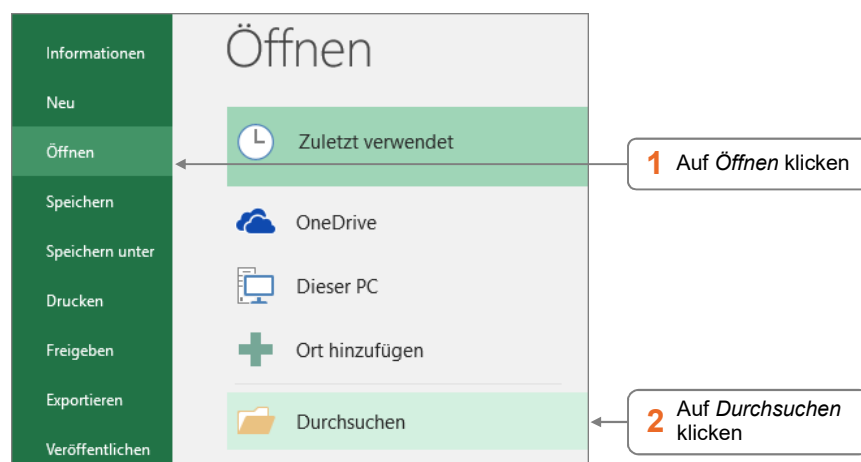 Informationen
Neu
Öffnen
Speichern
Speichern unter
Drucken
Freigeben
Exportieren
Veröffentlichen
Öffnen
Zuletzt verwendet
OneDrive
Dieser PC
Ort hinzufügen
Durchsuchen
1 Auf Öffnen klicken
2 Auf Durchsuchen
klicken